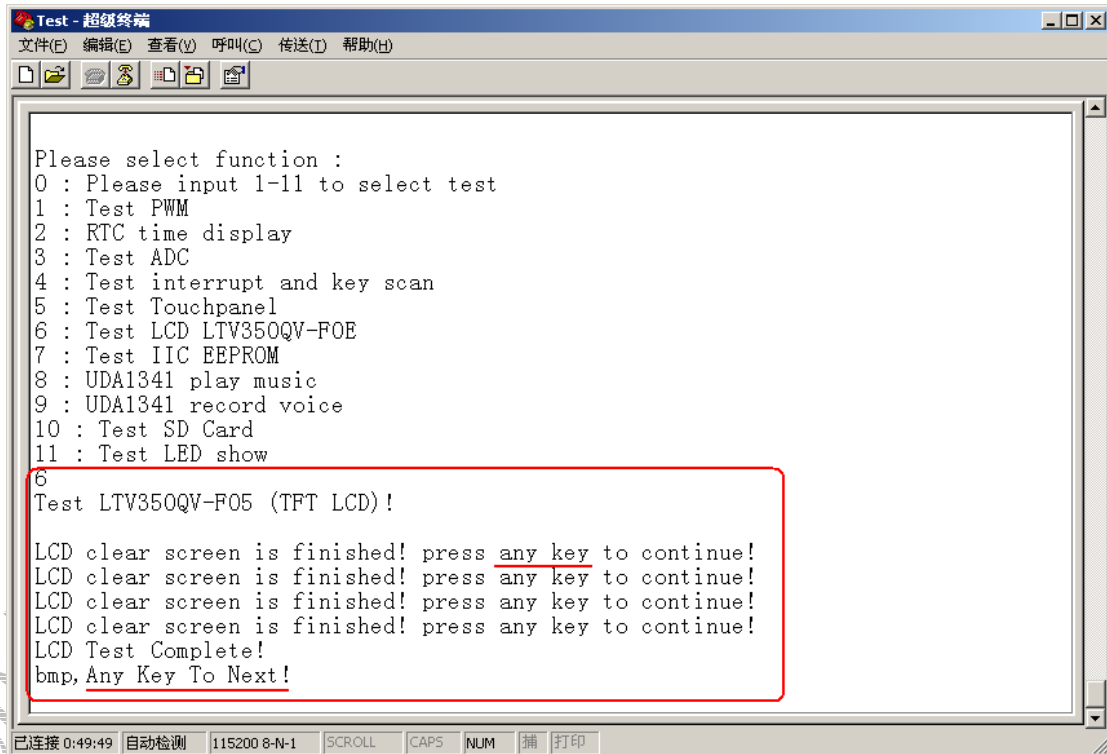 Test - 超级终端
文件(F) 编辑(E) 查看(V) 呼叫(C) 传送(T) 帮助(H)
Please select function :
0 : Please input 1-11 to select test
1 : Test PWM
2 : RTC time display
3 : Test ADC
4 : Test interrupt and key scan
5 : Test Touchpanel
6 : Test LCD LTV350QV-F0E
7 : Test IIC EEPROM
8 : UDA1341 play music
9 : UDA1341 record voice
10 : Test SD Card
11 : Test LED show
6
Test LTV350QV-F05 (TFT LCD)!
LCD clear screen is finished! press any key to continue!
LCD clear screen is finished! press any key to continue!
LCD clear screen is finished! press any key to continue!
LCD clear screen is finished! press any key to continue!
LCD Test Complete!
bmp, Any Key To Next!
已连接 0:49:49 自动检测 115200 8-N-1 SCROLL CAPS NUM 捕 打印